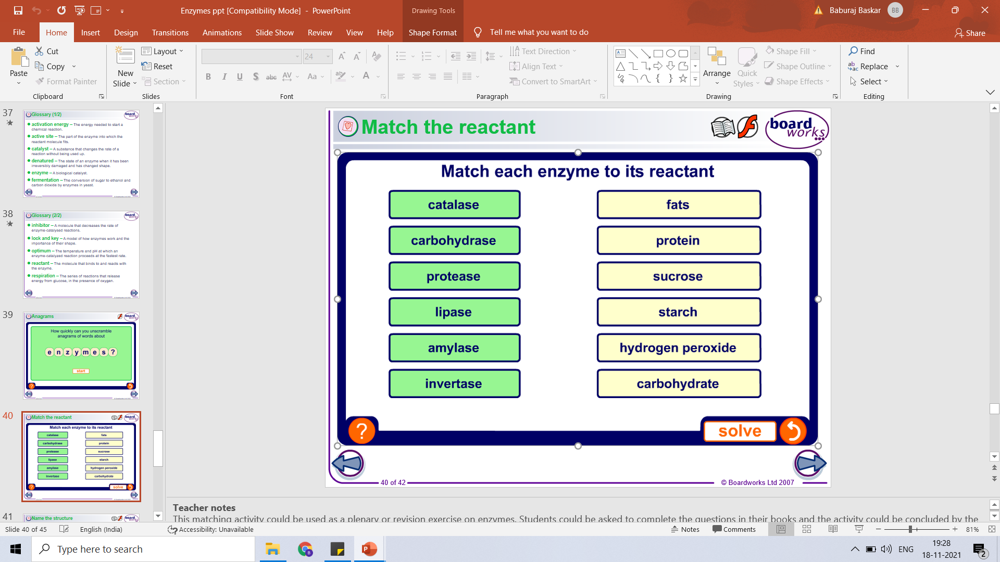 Enzymes ppt [Compatibility Mode] - PowerPoint
Drawing Tools
Baburaj Baskar
BB
File
Home
Insert
Design
Transitions
Animations
Slide Show
Review
View
Help
Shape Format
Tell me what you want to do
Share
Paste
Cut
Copy
Format Painter
Clipboard
New
Slide
Layout
Reset
Section
Slides
24
Font
Text Direction
Align Text
Convert to SmartArt
Paragraph
Arrange
Quick
Styles
Shape Fill
Shape Outline
Shape Effects
Drawing
Find
Replace
Select
Editing
37
Glossary (1/2)
board
works
activation energy – The energy needed to start a
chemical reaction.
active site – The part of the enzyme into which the
reactant molecule fits.
catalyst – A substance that changes the rate of a
reaction without being used up.
denatured – The state of an enzyme when it has been
irreversibly damaged and has changed shape.
enzyme – A biological catalyst.
fermentation – The conversion of sugar to ethanol and
carbon dioxide by enzymes in yeast.
38
Glossary (2/2)
board
works
inhibitor – A molecule that decreases the rate of
enzyme-catalysed reactions.
lock and key – A model of how enzymes work and the
importance of their shape.
optimum – The temperature and pH at which an
enzyme-catalyzed reaction proceeds at the fastest rate.
reactant – The molecule that binds to and reacts with
the enzyme.
respiration – The series of reactions that release
energy from glucose, in the presence of oxygen.
39
Anagrams
board
works
How quickly can you unscramble
anagrams of words about
enzymes?
start
?
40
Match the reactant
board
works
Match each enzyme to its reactant
catalase fats
carbohydrase protein
protease sucrose
lipase starch
amylase hydrogen peroxide
invertase carbohydrate
? solve
41
Name the structure
board
Match the reactant
board
works
Match each enzyme to its reactant
catalase fats
carbohydrase protein
protease sucrose
lipase starch
amylase hydrogen peroxide
invertase carbohydrate
? solve
40 of 42
© Boardworks Ltd 2007
Teacher notes
This matching activity could be used as a plenary or revision exercise on enzymes. Students could be asked to complete the questions in their books and the activity could be concluded by the
Slide 40 of 45
English (India)
Accessibility: Unavailable
Notes
Comments
81%
Type here to search
ENG
19:28
18-11-2021
2